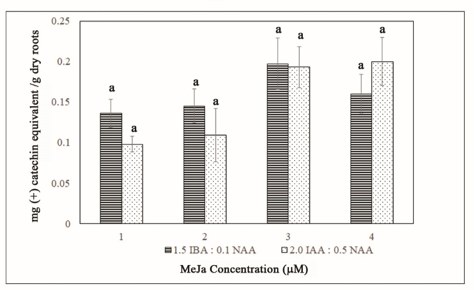 mg (+) catechin equivalent /g dry roots
0.25
0.2
0.15
0.1
0.05
0
a
a
a
a
a
a
a
a
1
2
3
4
1.5 IBA : 0.1 NAA
2.0 IAA : 0.5 NAA
MeJa Concentration (µM)